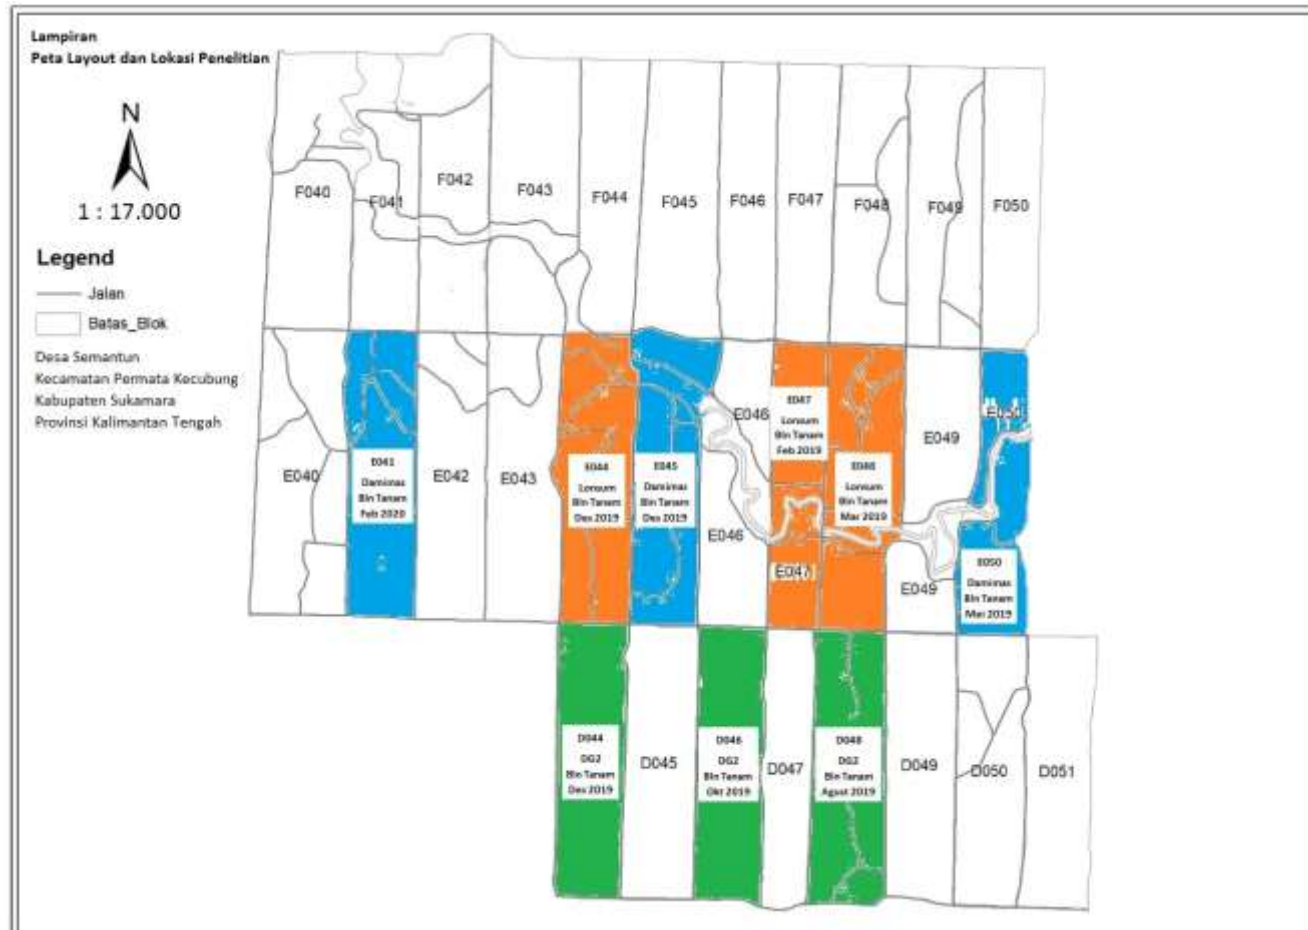 Lampiran
Peta Layout dan Lokasi Penelitian
N
1 : 17.000
Legend
Jalan
Batas_Blok
Desa Semantun
Kecamatan Permata Kecubung
Kabupaten Sukamara
Provinsi Kalimantan Tengah
F040
F041
F042
F043
F044
F045
F046
F047
F048
F049
F050
E040
E041
Damimas
Bln Tanam
Feb 2020
E042
E043
E044
Lonsum
Bln Tanam
Des 2019
E045
Damimas
Bln Tanam
Des 2019
E046
E046
E047
Lonsum
Bln Tanam
Feb 2019
E047
E048
Lonsum
Bln Tanam
Mar 2019
E049
E049
E050
E050
Damimas
Bln Tanam
Mei 2019
D044
DG2
Bln Tanam
Des 2019
D045
D046
DG2
Bln Tanam
Okt 2019
D047
D048
DG2
Bln Tanam
Agust 2019
D049
D050
D051